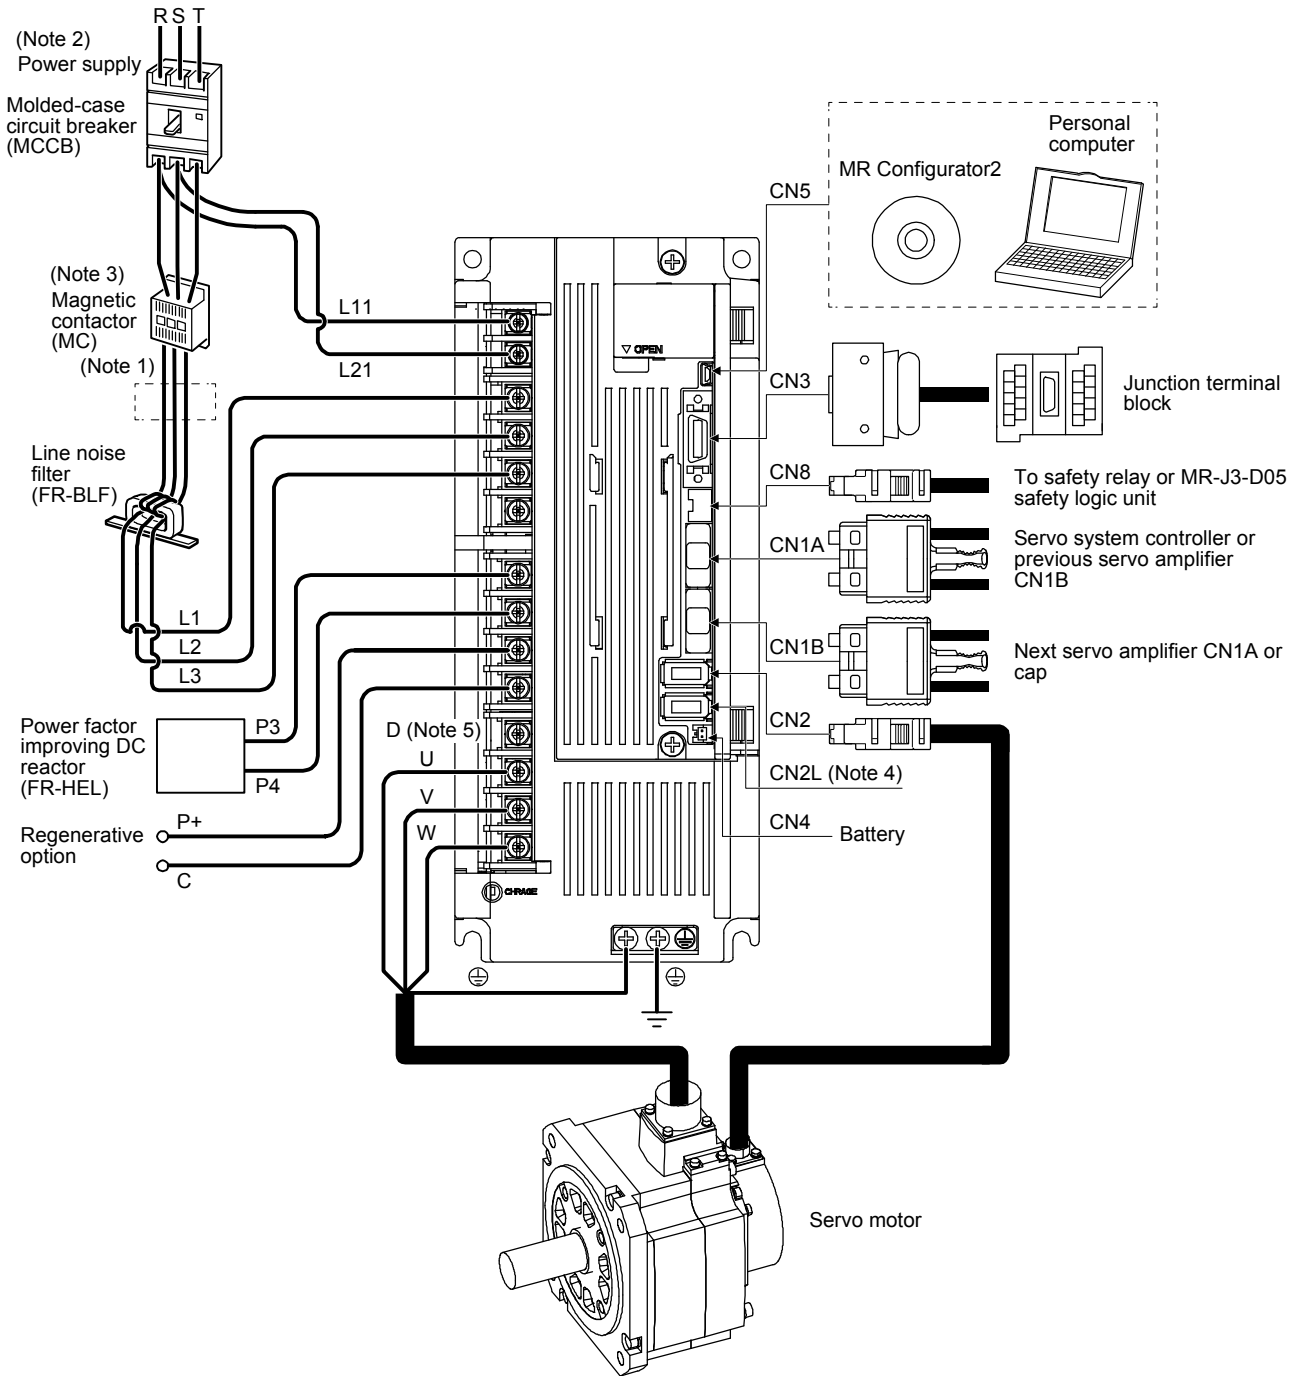 R S T
(Note 2)
Power supply
Molded-case
circuit breaker
(MCCB)
(Note 3)
Magnetic
contactor
(MC)
(Note 1)
Line noise
filter
(FR-BLF)
L11
L21
L1
L2
L3
Power factor
improving DC
reactor
(FR-HEL)
P3
P4
Regenerative
option
P+
C
D (Note 5)
U
V
W
▽ OPEN
CHRAGE
CN5
MR Configurator2
Personal
computer
CN3
Junction terminal
block
CN8
To safety relay or MR-J3-D05
safety logic unit
CN1A
Servo system controller or
previous servo amplifier
CN1B
CN1B
Next servo amplifier CN1A or
cap
CN2
CN2L (Note 4)
CN4
Battery
Servo motor